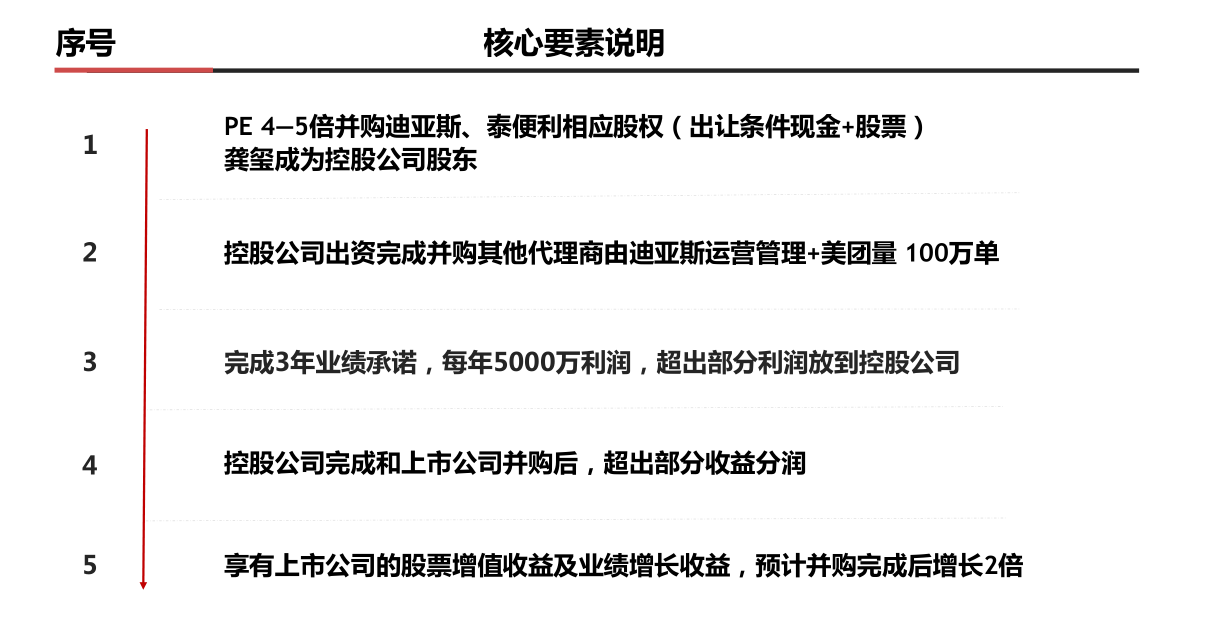 序号 核心要素说明
1 PE 4—5倍并购迪亚斯、泰便利相应股权（出让条件现金+股票）
龚玺成为控股公司股东
2 控股公司出资完成并购其他代理商由迪亚斯运营管理+美团量 100万单
3 完成3年业绩承诺，每年5000万利润，超出部分利润放到控股公司
4 控股公司完成和上市公司并购后，超出部分收益分润
5 享有上市公司的股票增值收益及业绩增长收益，预计并购完成后增长2倍